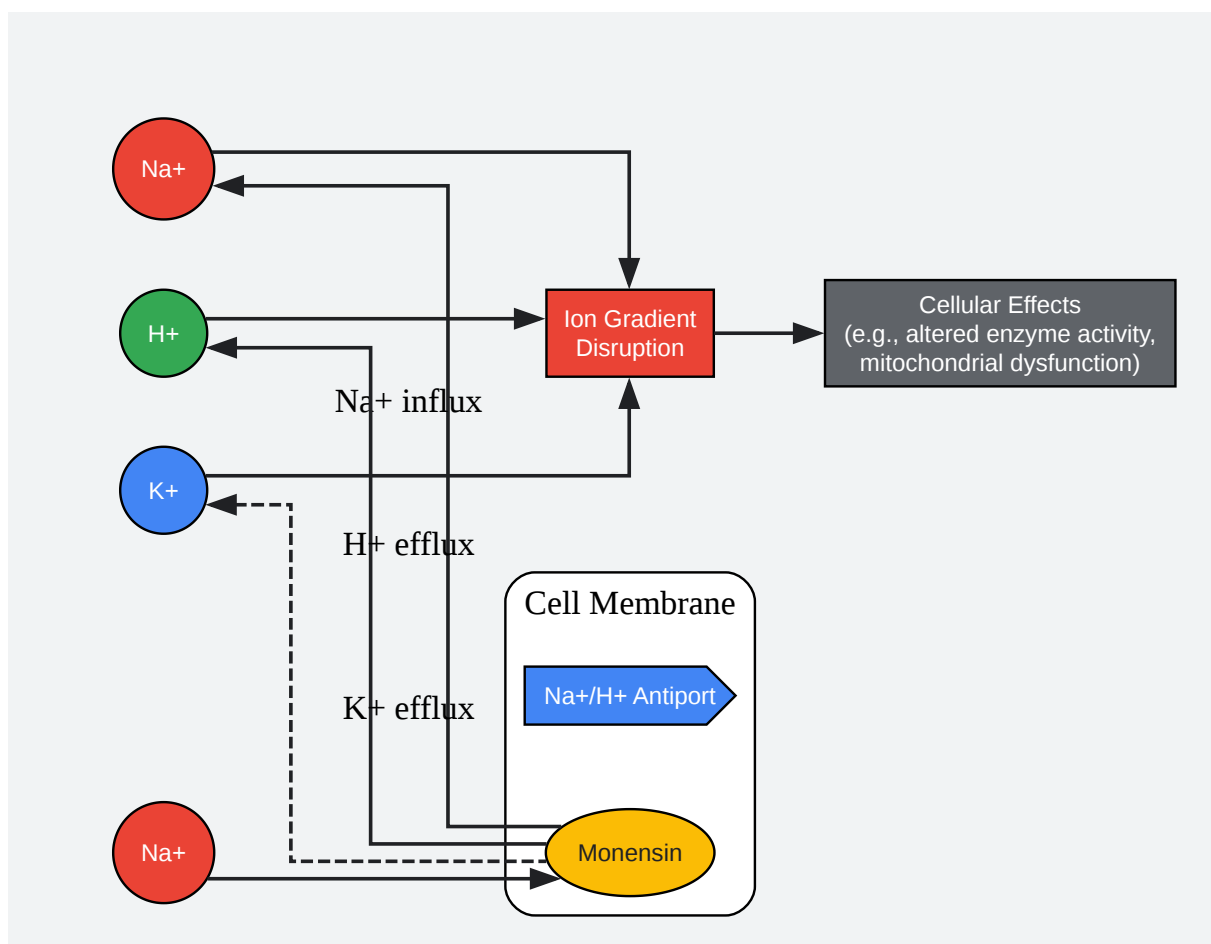 Na+
H+
Ion Gradient
Disruption
Cellular Effects
(e.g., altered enzyme activity,
mitochondrial dysfunction)
Na+ influx
K+
H+ efflux
Cell Membrane
Na+/H+ Antiport
K+ efflux
Na+
Monensin